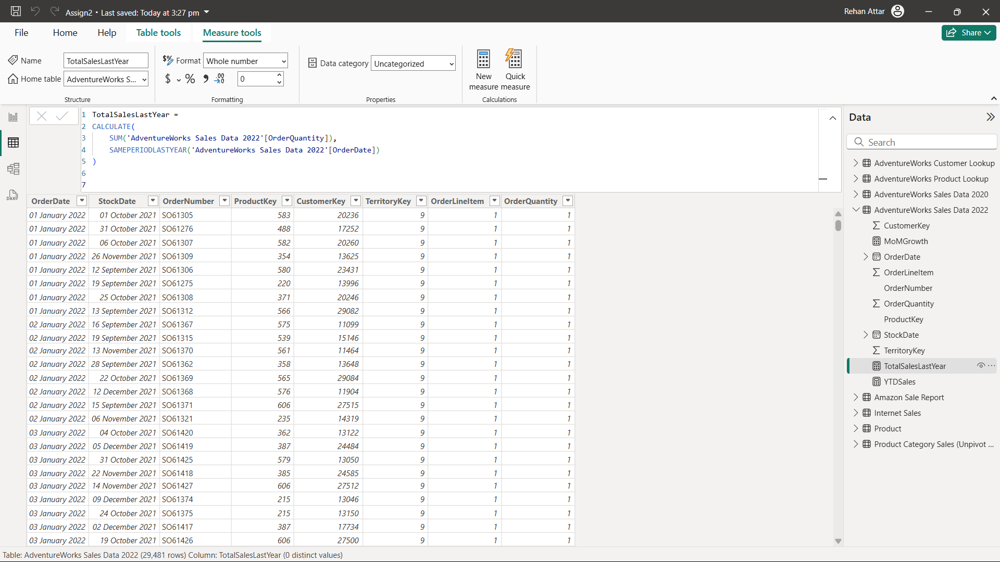 Assign2 • Last saved: Today at 3:27 pm
Rehan Attar
File Home Help Table tools Measure tools
Share
Name TotalSalesLastYear
Home table AdventureWorks S...
Structure
$% Format Whole number
$ % , .00 0
Formatting
Data category Uncategorized
Properties
New measure
Quick measure
Calculations
1 TotalSalesLastYear =
2 CALCULATE(
3 SUM('AdventureWorks Sales Data 2022'[OrderQuantity]),
4 SAMEPERIODLASTYEAR('AdventureWorks Sales Data 2022'[OrderDate])
5 )
6
7
OrderDate StockDate OrderNumber ProductKey CustomerKey TerritoryKey OrderLineItem OrderQuantity
01 January 2022 01 October 2021 SO61305 583 20236 9 1 1
01 January 2022 31 October 2021 SO61276 488 17252 9 1 1
01 January 2022 06 October 2021 SO61307 582 20260 9 1 1
01 January 2022 26 November 2021 SO61309 354 13625 9 1 1
01 January 2022 12 September 2021 SO61306 580 23431 9 1 1
01 January 2022 19 September 2021 SO61275 220 13996 9 1 1
01 January 2022 25 October 2021 SO61308 371 20246 9 1 1
01 January 2022 13 September 2021 SO61312 566 29082 9 1 1
02 January 2022 16 September 2021 SO61367 575 11099 9 1 1
02 January 2022 19 September 2021 SO61315 539 15146 9 1 1
02 January 2022 13 November 2021 SO61370 561 11464 9 1 1
02 January 2022 28 September 2021 SO61362 358 13648 9 1 1
02 January 2022 22 October 2021 SO61369 565 29084 9 1 1
02 January 2022 12 December 2021 SO61368 576 11904 9 1 1
02 January 2022 15 September 2021 SO61371 606 27515 9 1 1
02 January 2022 06 November 2021 SO61321 235 14319 9 1 1
03 January 2022 04 October 2021 SO61420 362 13122 9 1 1
03 January 2022 05 December 2021 SO61419 387 24484 9 1 1
03 January 2022 31 October 2021 SO61425 579 13050 9 1 1
03 January 2022 22 November 2021 SO61418 385 24585 9 1 1
03 January 2022 14 November 2021 SO61427 606 27512 9 1 1
03 January 2022 09 December 2021 SO61374 215 13046 9 1 1
03 January 2022 24 October 2021 SO61375 215 13150 9 1 1
03 January 2022 02 December 2021 SO61417 387 17734 9 1 1
03 January 2022 19 October 2021 SO61426 606 27500 9 1 1
Data
Search
AdventureWorks Customer Lookup
AdventureWorks Product Lookup
AdventureWorks Sales Data 2020
AdventureWorks Sales Data 2022
CustomerKey
MoMGrowth
OrderDate
OrderLineItem
OrderNumber
OrderQuantity
ProductKey
StockDate
TerritoryKey
TotalSalesLastYear
YTDSales
Amazon Sale Report
Internet Sales
Product
Product Category Sales (Unpivot ...
DAX
Table: AdventureWorks Sales Data 2022 (29,481 rows) Column: TotalSalesLastYear (0 distinct values)